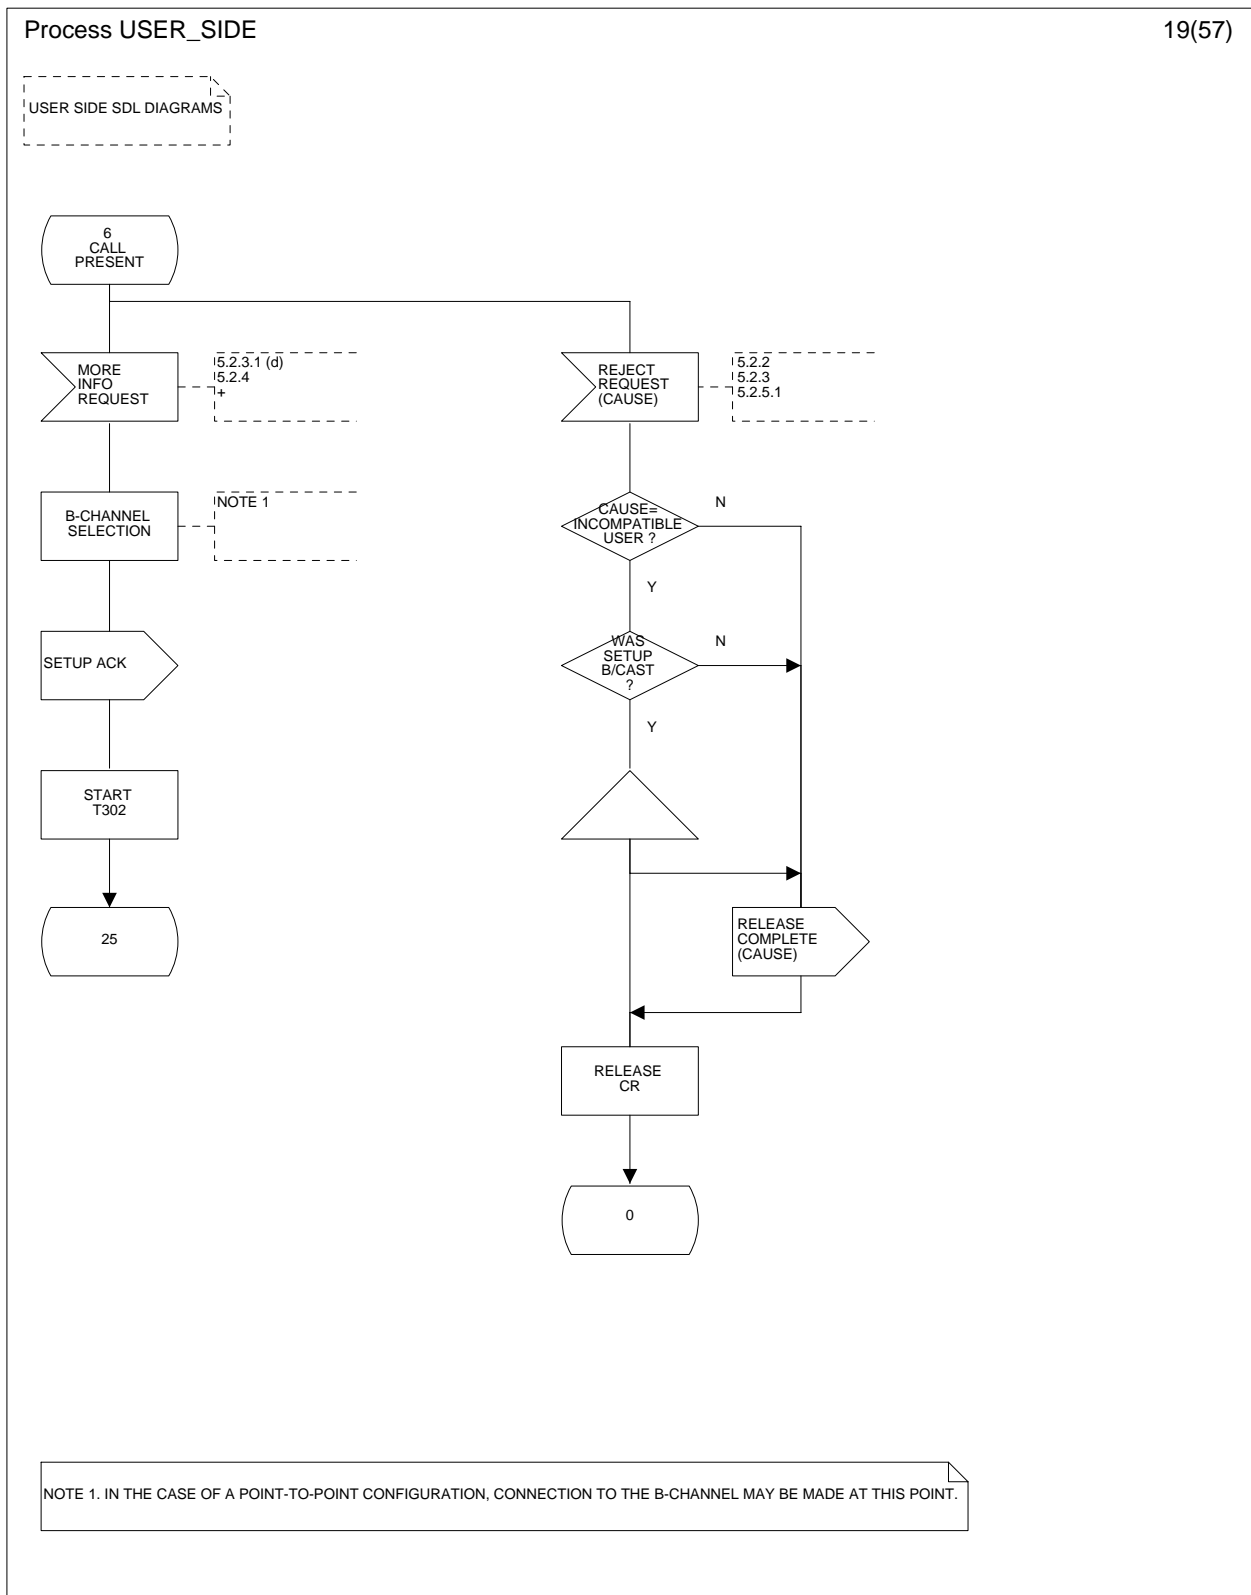 Process USER_SIDE
19(57)
USER SIDE SDL DIAGRAMS
6
CALL
PRESENT
MORE
INFO
REQUEST
5.2.3.1 (d)
5.2.4
+
REJECT
REQUEST
(CAUSE)
5.2.2
5.2.3
5.2.5.1
B-CHANNEL
SELECTION
NOTE 1
CAUSE=
INCOMPATIBLE
USER ?
N
Y
SETUP ACK
WAS
SETUP
B/CAST
?
N
Y
START
T302
25
RELEASE
COMPLETE
(CAUSE)
RELEASE
CR
0
NOTE 1. IN THE CASE OF A POINT-TO-POINT CONFIGURATION, CONNECTION TO THE B-CHANNEL MAY BE MADE AT THIS POINT.